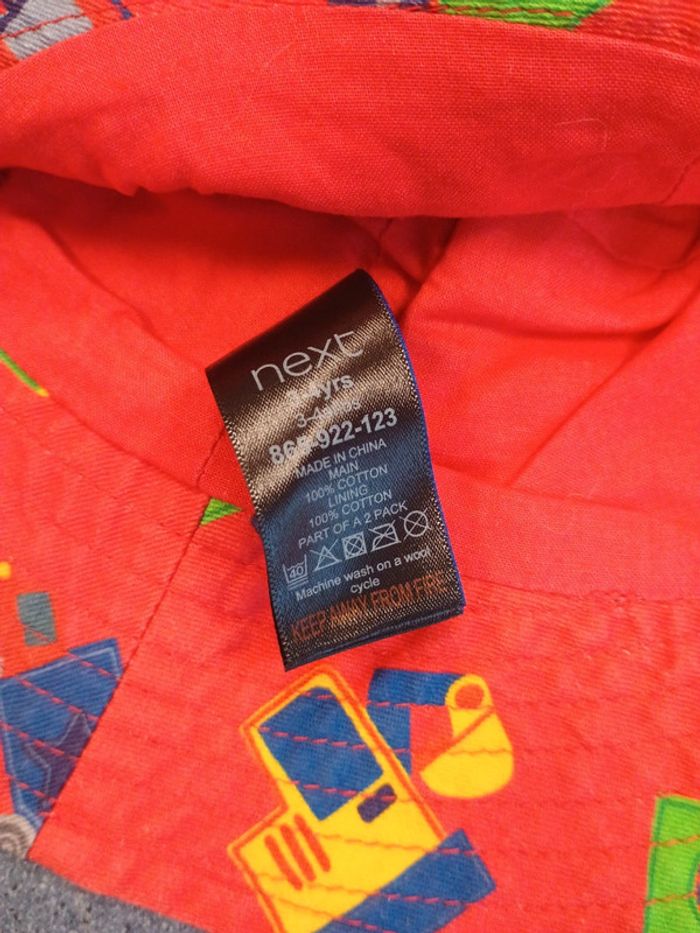 next
3-4yrs
922-123
MADE IN CHINA
MAIN
100% COTTON
LINING
100% COTTON
PART OF A 2 PACK
40
Machine wash on a wool
cycle
KEEP AWAY FROM FIRE